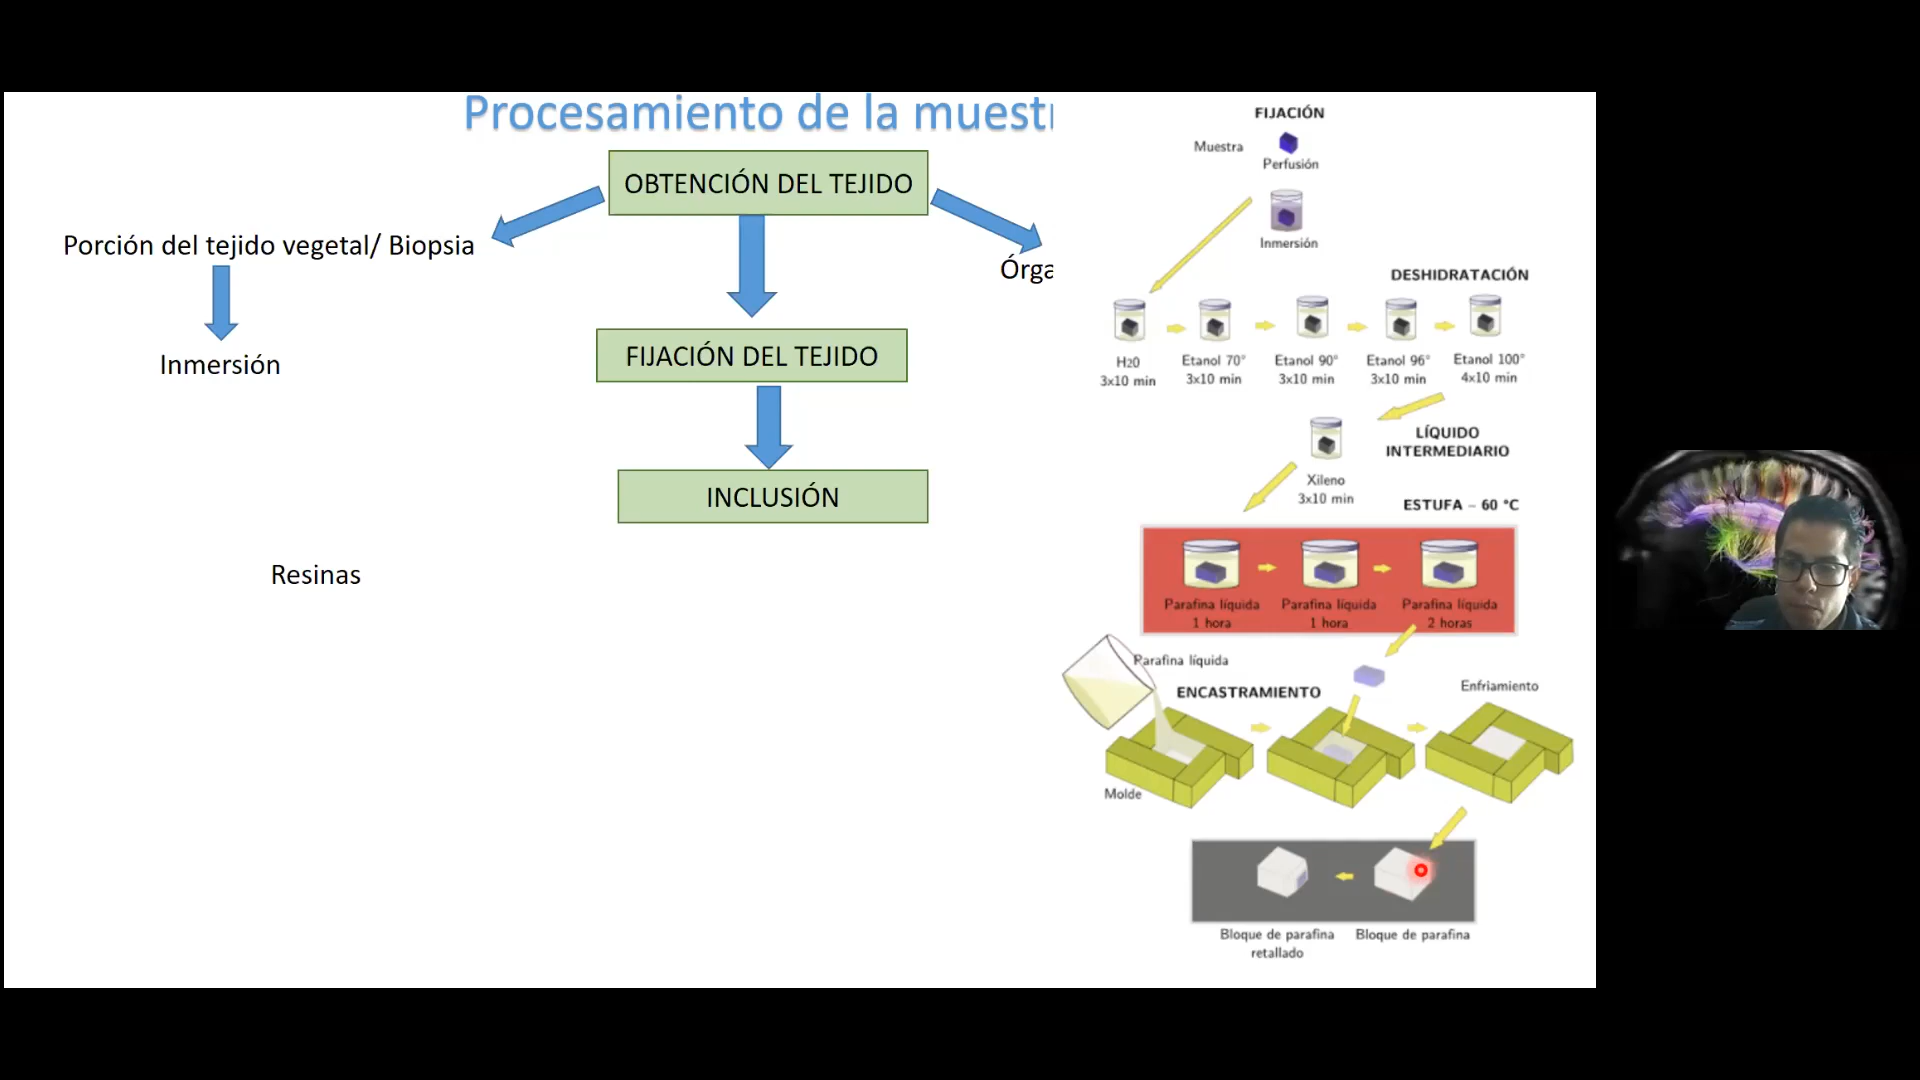 Procesamiento de la muest
OBTENCIÓN DEL TEJIDO
Porción del tejido vegetal/ Biopsia
Órga
Inmersión
FIJACIÓN DEL TEJIDO
INCLUSIÓN
Resinas
FIJACIÓN
Muestra
Perfusión
Inmersión
DESHIDRATACIÓN
H20
3x10 min
Etanol 70°
3x10 min
Etanol 90°
3x10 min
Etanol 96°
3x10 min
Etanol 100°
4x10 min
LÍQUIDO
INTERMEDIARIO
Xileno
3x10 min
ESTUFA – 60 °C
Parafina líquida
1 hora
Parafina líquida
1 hora
Parafina líquida
2 horas
Parafina líquida
ENCASTRAMIENTO
Enfriamiento
Molde
Bloque de parafina
retallado
Bloque de parafina